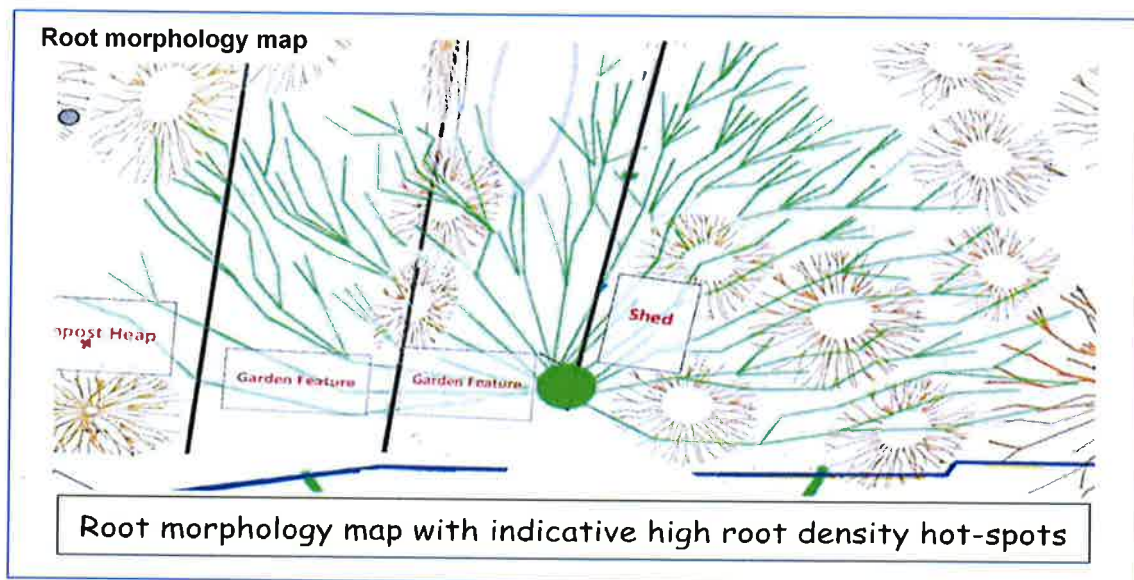 Root morphology map
Shed
post Heap
Garden Feature
Garden Feature
Root morphology map with indicative high root density hot-spots